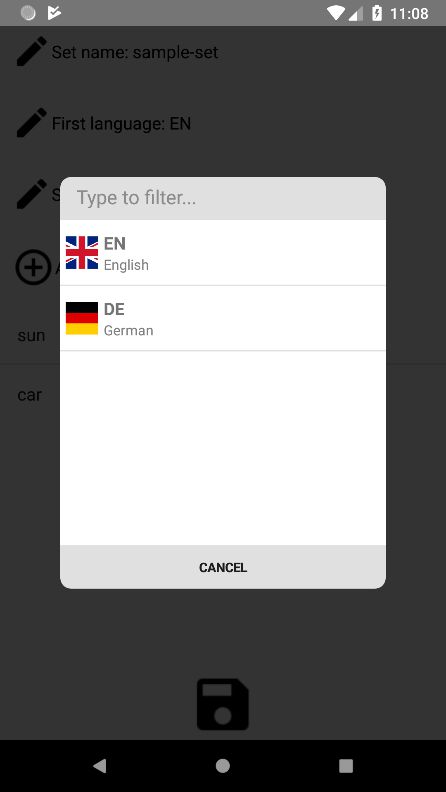 11:08
Set name: sample-set
First language: EN
Type to filter...
EN
English
DE
German
sun
car
CANCEL